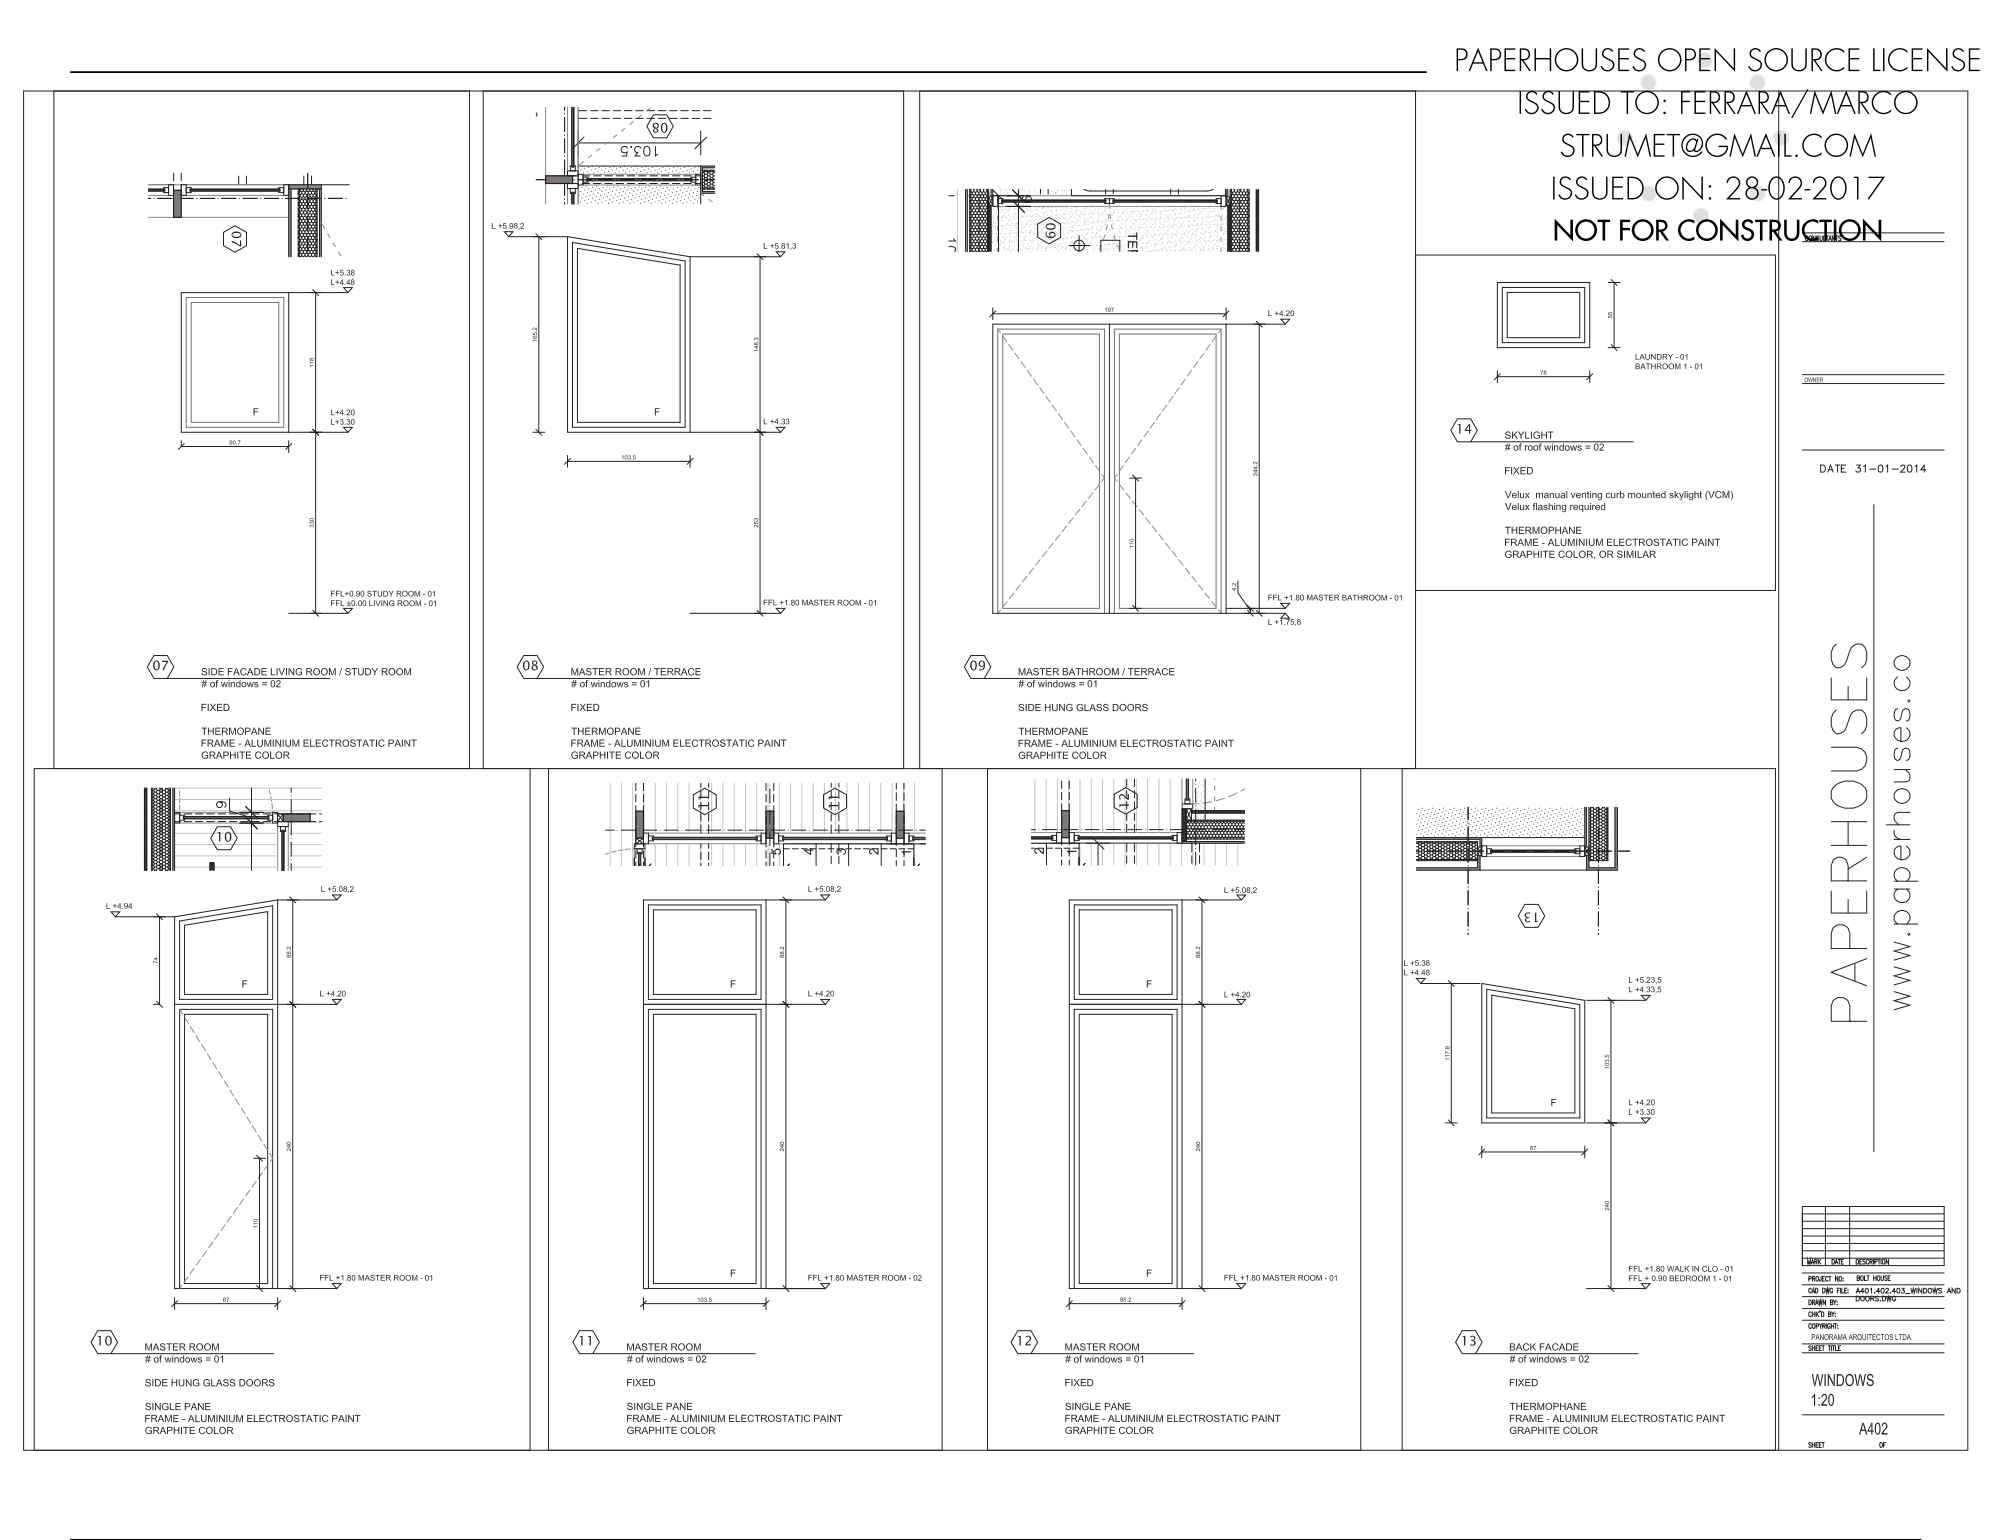 PAPERHOUSES OPEN SOURCE LICENSE
ISSUED TO: FERRARA/MARCO
STRUMET@GMAIL.COM
ISSUED ON: 28-02-2017
NOT FOR CONSTRUCTION
07
L+5.38
L+4.48
118
F
L+4.20
L+3.30
90.7
330
FFL+0.90 STUDY ROOM - 01
FFL ±0.00 LIVING ROOM - 01
07
SIDE FACADE LIVING ROOM / STUDY ROOM
# of windows = 02
FIXED
THERMOPANE
FRAME - ALUMINIUM ELECTROSTATIC PAINT
GRAPHITE COLOR
08
103.5
L +5.98,2
L +5.81,3
165.2
148.3
F
L +4.33
103.5
253
FFL +1.80 MASTER ROOM - 01
08
MASTER ROOM / TERRACE
# of windows = 01
FIXED
THERMOPANE
FRAME - ALUMINIUM ELECTROSTATIC PAINT
GRAPHITE COLOR
09
197
L +4.20
244.2
110
4.2
FFL +1.80 MASTER BATHROOM - 01
L +1.75,8
09
MASTER BATHROOM / TERRACE
# of windows = 01
SIDE HUNG GLASS DOORS
THERMOPANE
FRAME - ALUMINIUM ELECTROSTATIC PAINT
GRAPHITE COLOR
55
78
LAUNDRY - 01
BATHROOM 1 - 01
14
SKYLIGHT
# of roof windows = 02
FIXED
Velux manual venting curb mounted skylight (VCM)
Velux flashing required
THERMOPHANE
FRAME - ALUMINIUM ELECTROSTATIC PAINT
GRAPHITE COLOR, OR SIMILAR
9
10
L +5.08,2
L +4.94
74
88.2
F
L +4.20
240
110
FFL +1.80 MASTER ROOM - 01
87
10
MASTER ROOM
# of windows = 01
SIDE HUNG GLASS DOORS
SINGLE PANE
FRAME - ALUMINIUM ELECTROSTATIC PAINT
GRAPHITE COLOR
11
11
5
4
3
2
1
L +5.08,2
88.2
F
L +4.20
240
F
FFL +1.80 MASTER ROOM - 02
103.5
11
MASTER ROOM
# of windows = 02
FIXED
SINGLE PANE
FRAME - ALUMINIUM ELECTROSTATIC PAINT
GRAPHITE COLOR
12
2
1
L +5.08,2
88.2
F
L +4.20
240
F
FFL +1.80 MASTER ROOM - 01
95.2
12
MASTER ROOM
# of windows = 01
FIXED
SINGLE PANE
FRAME - ALUMINIUM ELECTROSTATIC PAINT
GRAPHITE COLOR
13
L +5.38
L +4.48
L +5.23,5
L +4.33,5
117.8
103.5
F
L +4.20
L +3.30
87
240
FFL +1.80 WALK IN CLO - 01
FFL + 0.90 BEDROOM 1 - 01
13
BACK FACADE
# of windows = 02
FIXED
THERMOPHANE
FRAME - ALUMINIUM ELECTROSTATIC PAINT
GRAPHITE COLOR
CONSULTANTS
OWNER
DATE 31-01-2014
PAPERHOUSES
www.paperhouses.co
MARK DATE DESCRIPTION
PROJECT NO: BOLT HOUSE
CAD DWG FILE: A401.402.403_WINDOWS AND
DOORS.DWG
DRAWN BY:
CHK'D BY:
COPYRIGHT:
PANORAMA ARQUITECTOS LTDA.
SHEET TITLE
WINDOWS
1:20
A402
SHEET OF